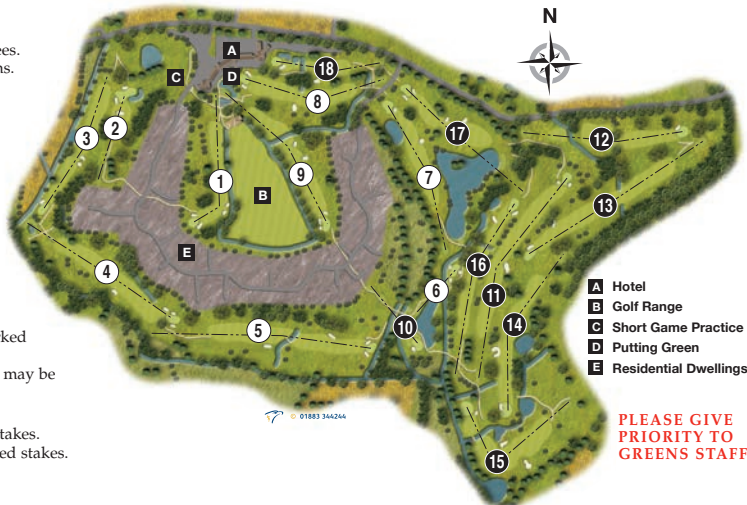 ees.
ns.
ked
may be
takes.
ed stakes.
N
A
D
18
C
8
3
2
17
12
1
9
7
B
13
16
E
4
6
11
10
14
5
15
A Hotel
B Golf Range
C Short Game Practice
D Putting Green
E Residential Dwellings
© 01883 344244
PLEASE GIVE
PRIORITY TO
GREENS STAFF